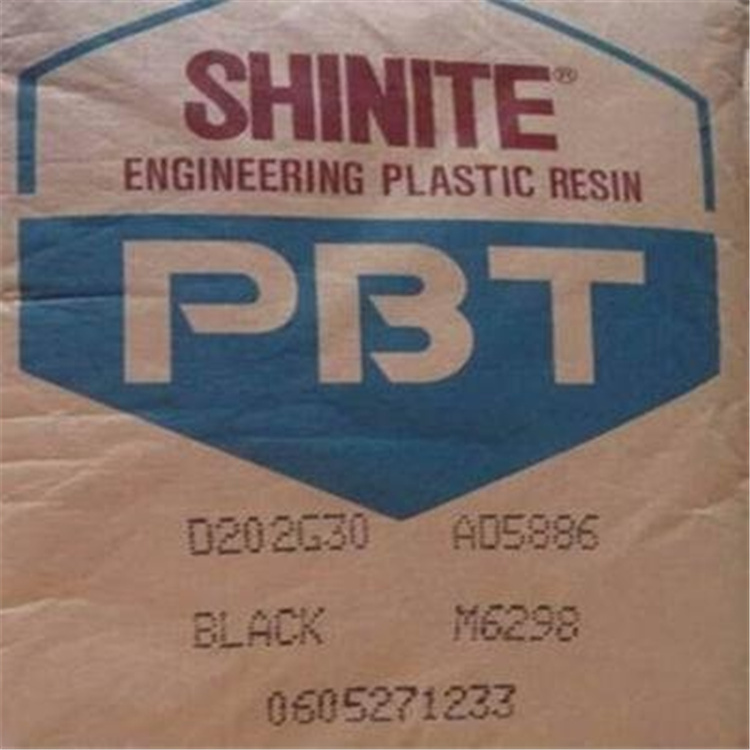 SHINITE®
ENGINEERING PLASTIC RESIN
PBT
D202G30 AD5886
BLACK M6298
0605271233